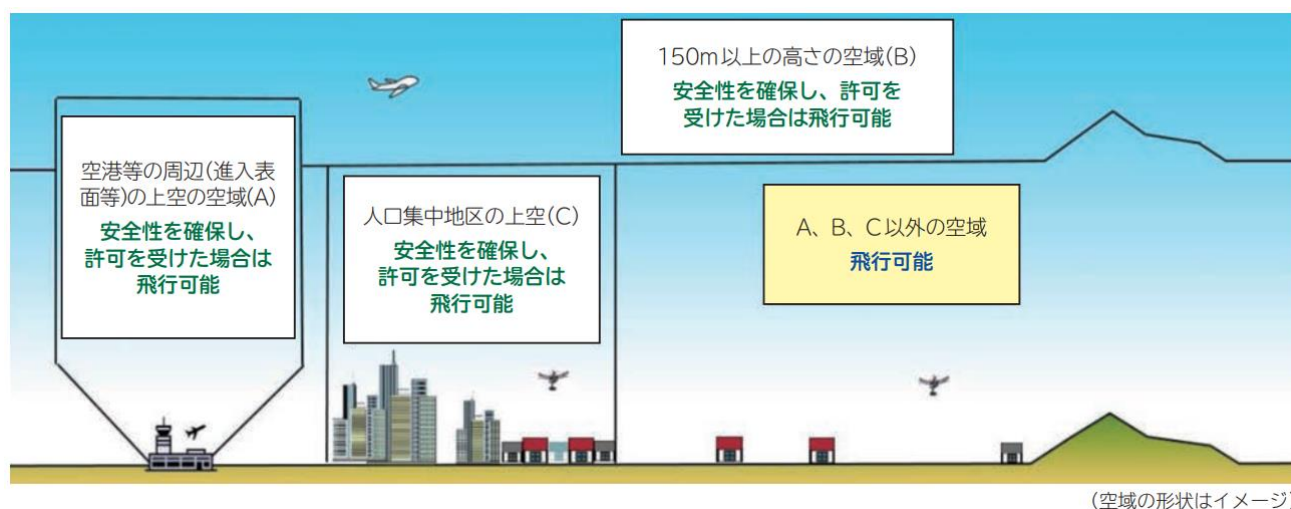 150m以上の高さの空域(B)
安全性を確保し、許可を
受けた場合は飛行可能
空港等の周辺(進入表
面等)の上空の空域(A)
安全性を確保し、
許可を受けた場合は
飛行可能
人口集中地区の上空(C)
安全性を確保し、
許可を受けた場合は
飛行可能
A、B、C以外の空域
飛行可能
(空域の形状はイメージ)